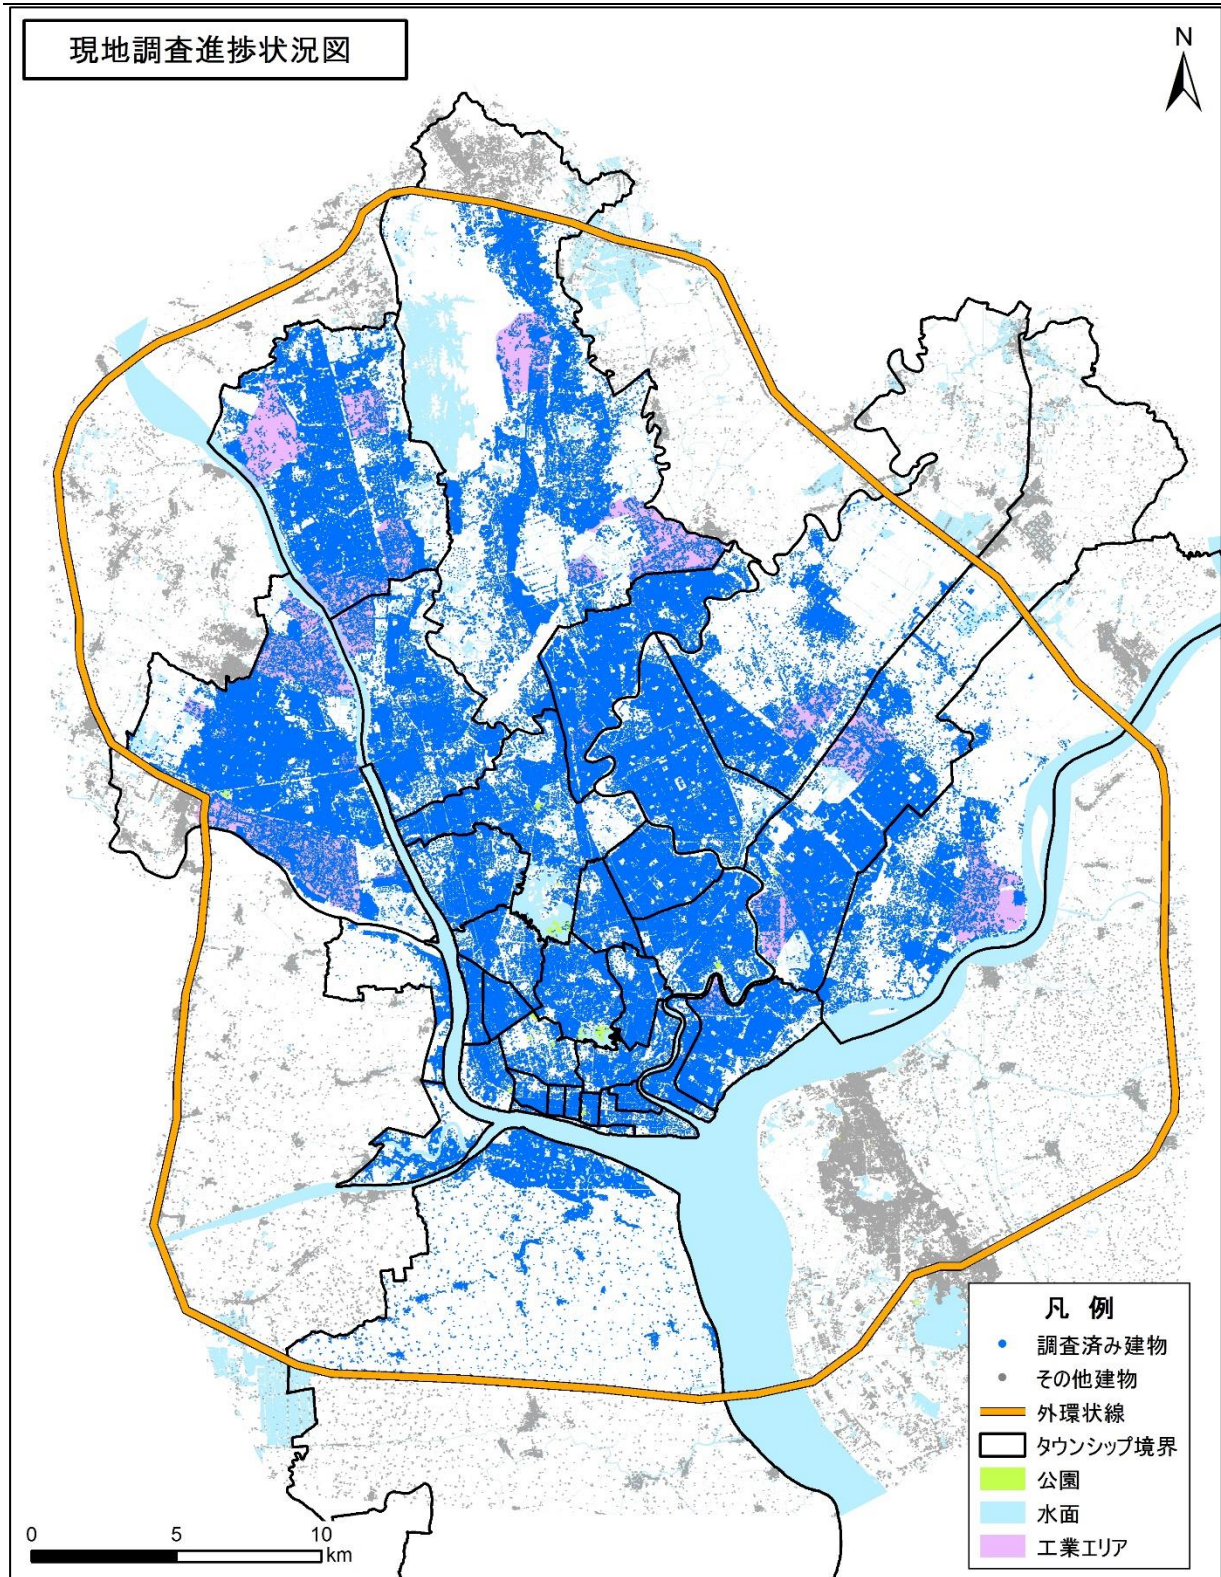 現地調査進捗状況図
N
凡 例
調査済み建物
その他建物
外環状線
タウンシップ境界
公園
水面
工業エリア
0 5 10
km